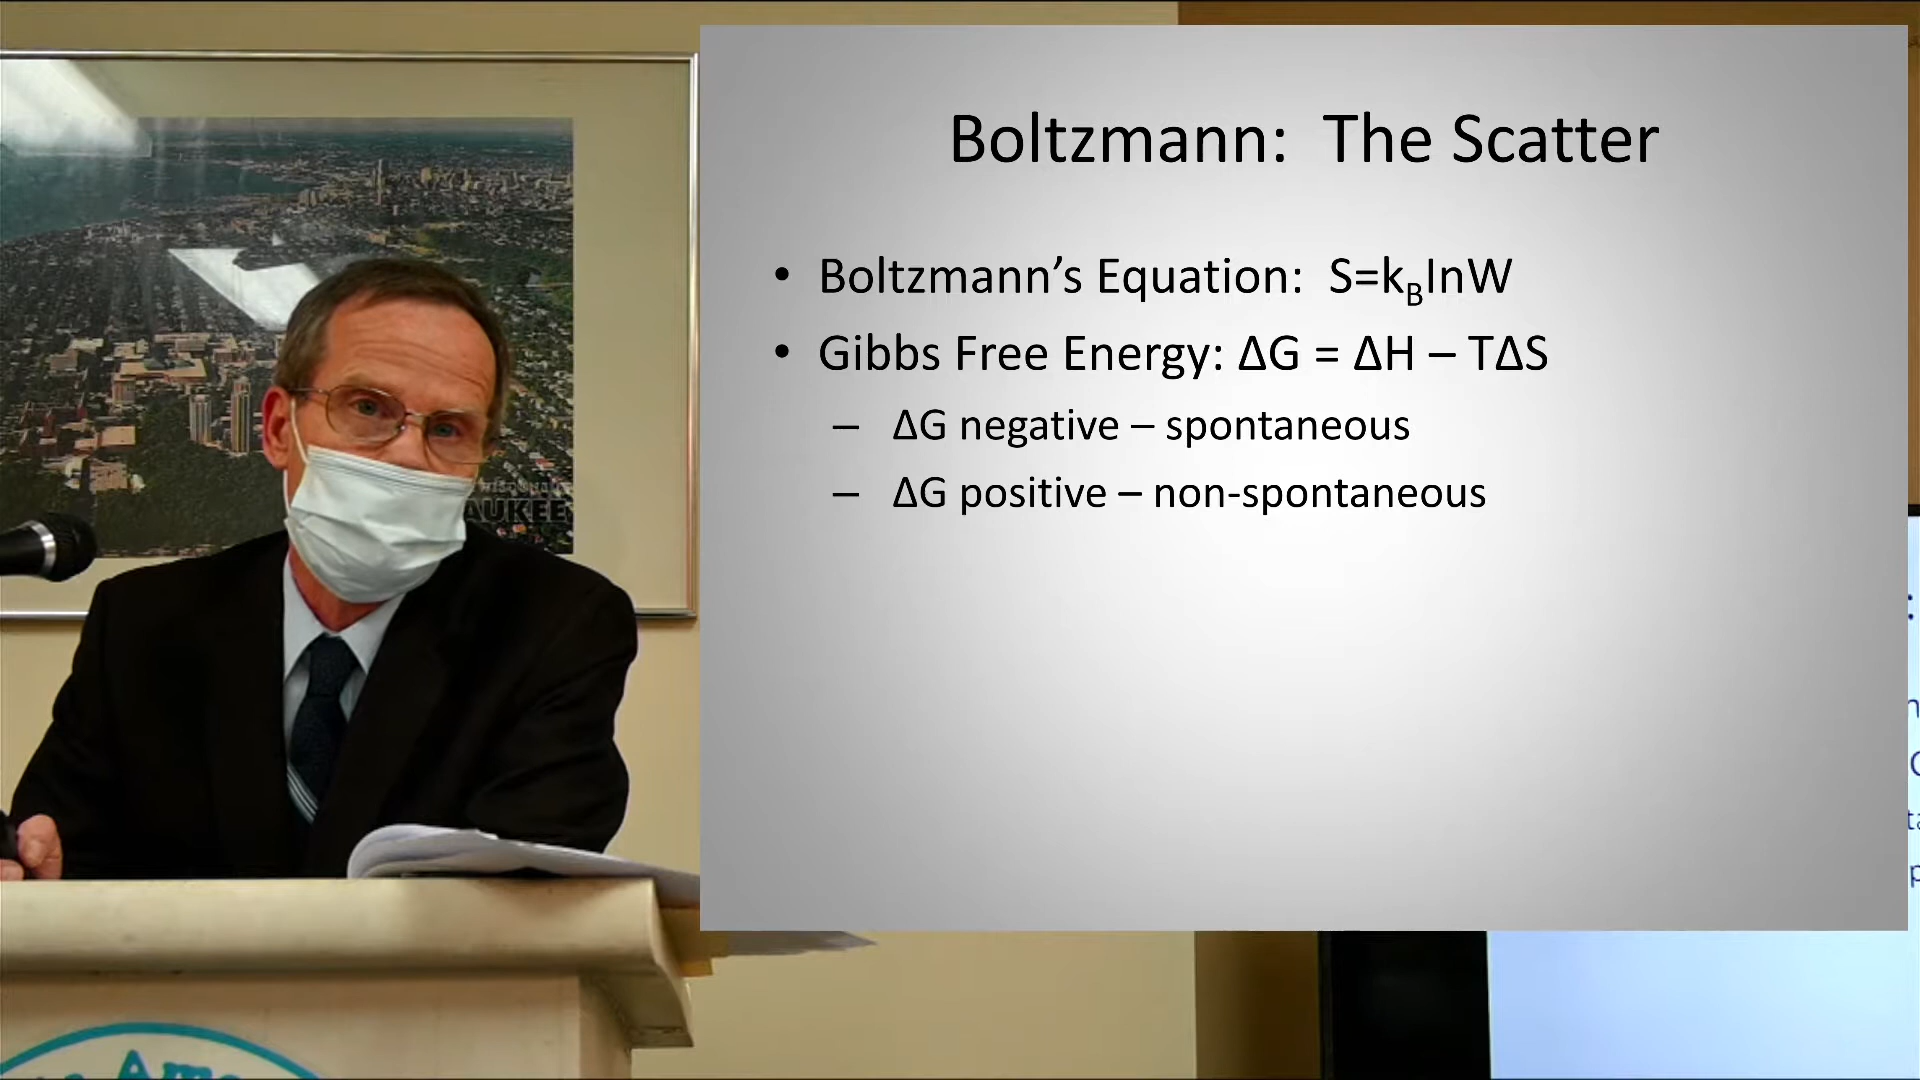 Boltzmann: The Scatter
• Boltzmann’s Equation: S=k_BInW
• Gibbs Free Energy: ΔG = ΔH – TΔS
– ΔG negative – spontaneous
– ΔG positive – non-spontaneous
AUKEE